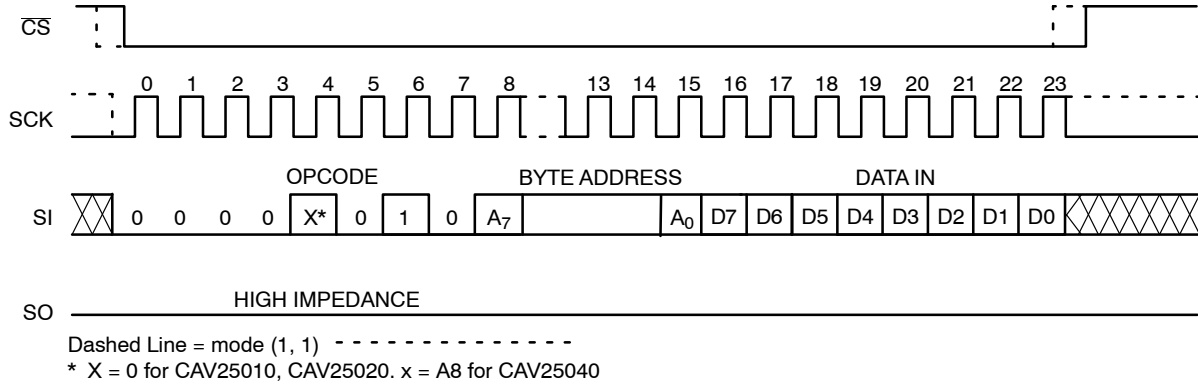 CS
0 1 2 3 4 5 6 7 8 13 14 15 16 17 18 19 20 21 22 23
SCK
OPCODE BYTE ADDRESS DATA IN
SI 0 0 0 0 X* 0 1 0 A7 A0 D7 D6 D5 D4 D3 D2 D1 D0
HIGH IMPEDANCE
SO
Dashed Line = mode (1, 1)
* X = 0 for CAV25010, CAV25020. x = A8 for CAV25040